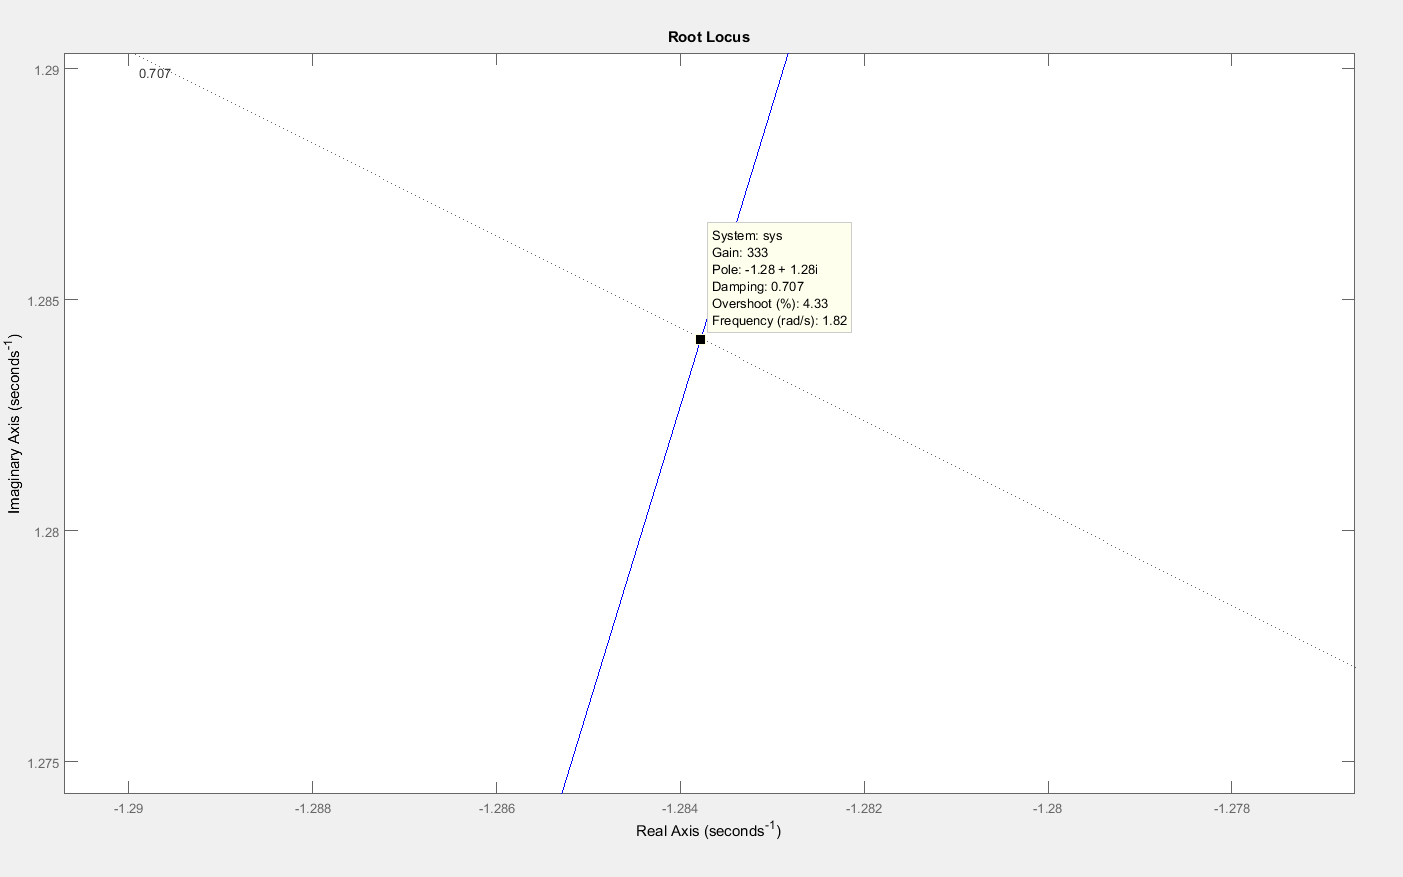 Root Locus
1.29
0.707
System: sys
Gain: 333
Pole: -1.28 + 1.28i
Damping: 0.707
Overshoot (%): 4.33
Frequency (rad/s): 1.82
1.285
Imaginary Axis (seconds⁻¹)
1.28
1.275
-1.29 -1.288 -1.286 -1.284 -1.282 -1.28 -1.278
Real Axis (seconds⁻¹)